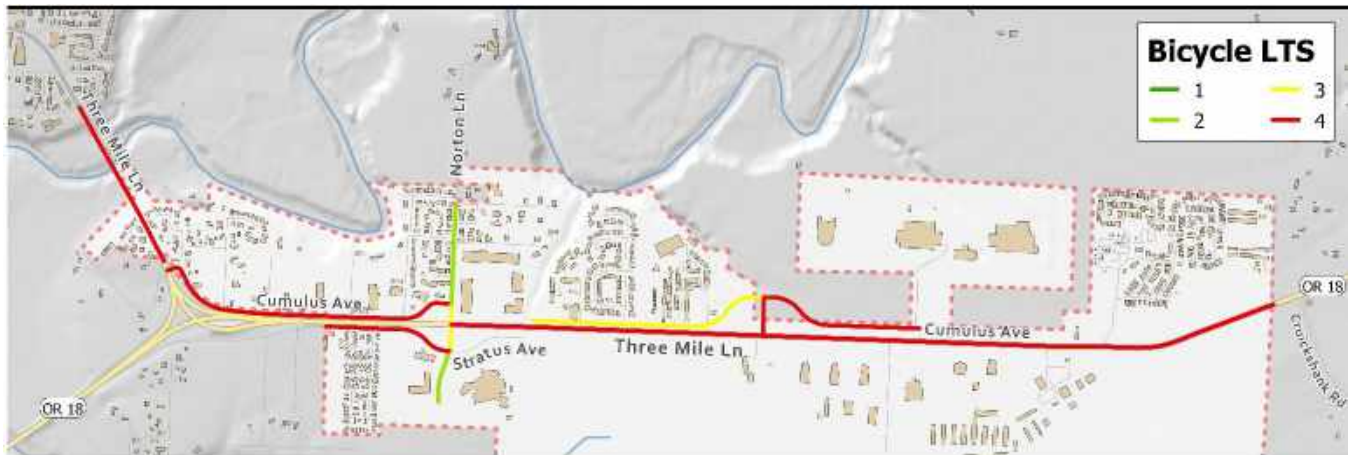 Bicycle LTS
1 3
2 4
Three Mile Ln
Norton Ln
Cumulus Ave
OR 18
Stratus Ave
Three Mile Ln
Cumulus Ave
Cruickshank Rd
OR 18